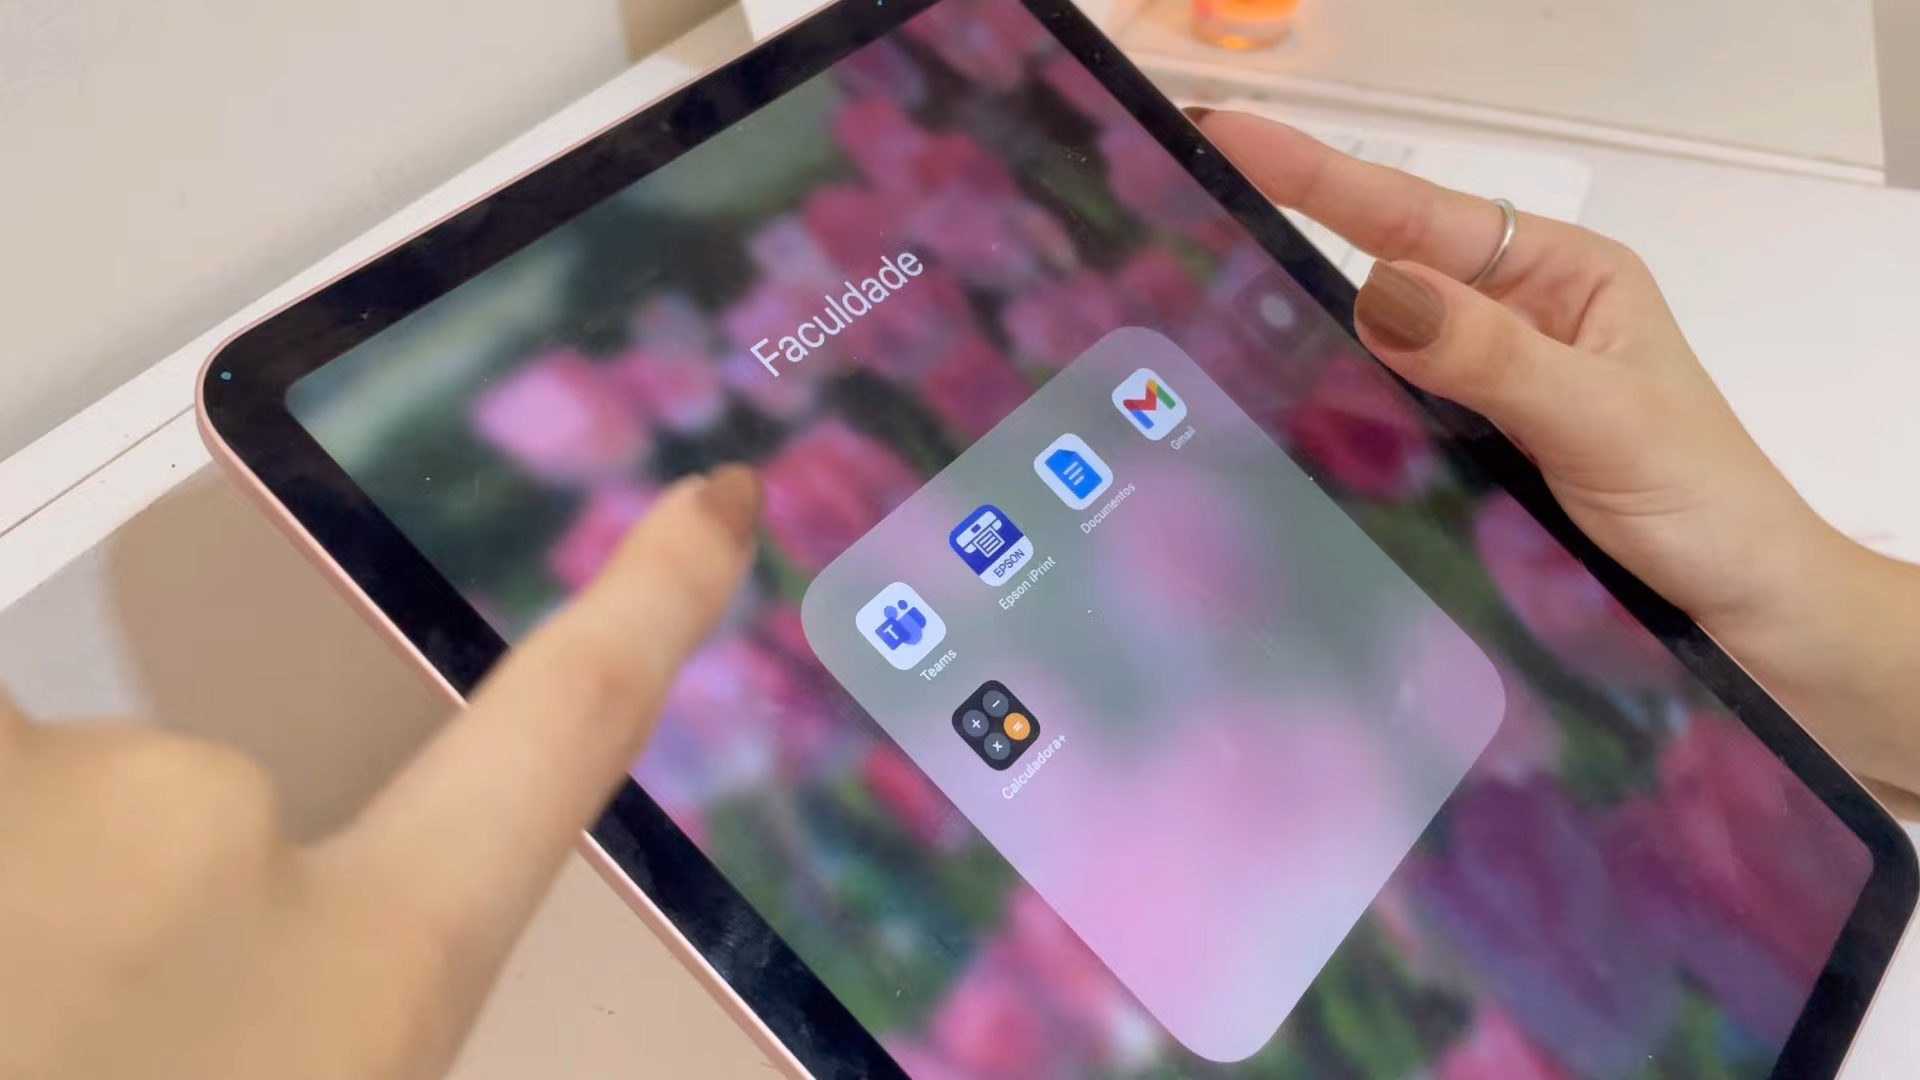 Faculdade
Teams
EPSON
Epson iPrint
Documentos
Gmail
Calculadora+